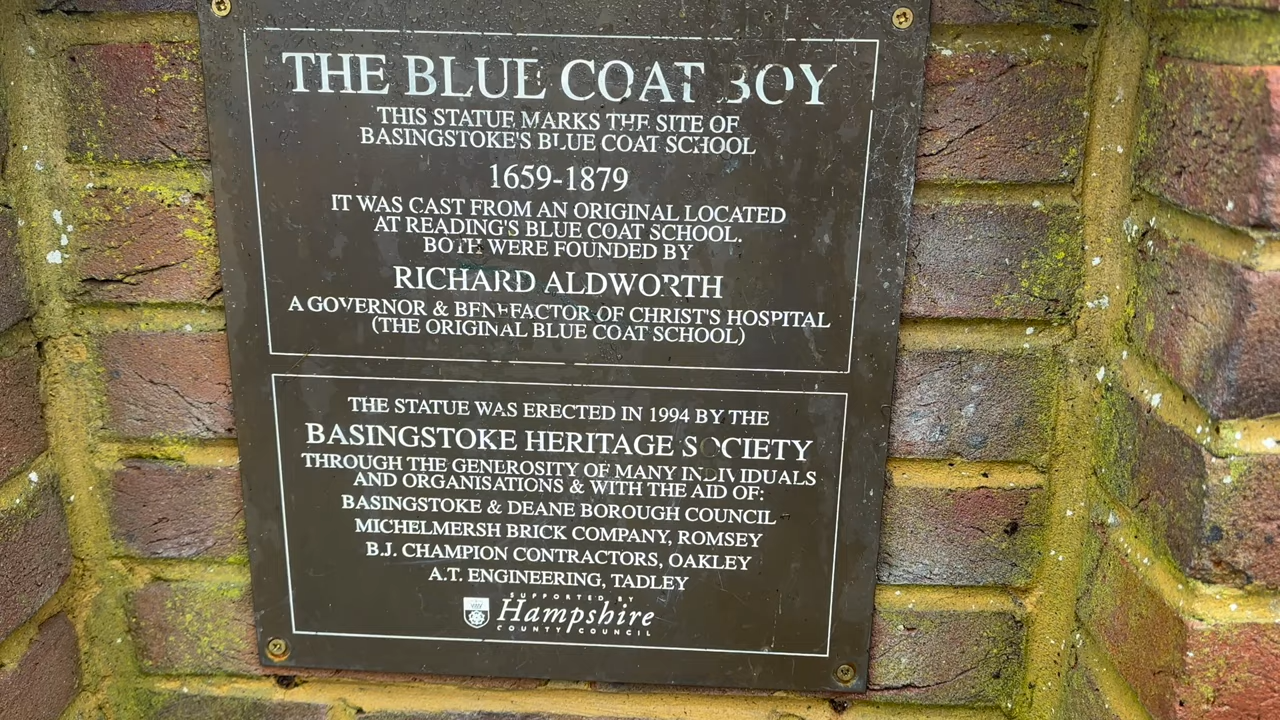 THE BLUE COAT BOY
THIS STATUE MARKS THE SITE OF
BASINGSTOKE'S BLUE COAT SCHOOL
1659-1879
IT WAS CAST FROM AN ORIGINAL LOCATED
AT READING'S BLUE COAT SCHOOL.
BOTH WERE FOUNDED BY
RICHARD ALDWORTH
A GOVERNOR & BENEFACTOR OF CHRIST'S HOSPITAL
(THE ORIGINAL BLUE COAT SCHOOL)
THE STATUE WAS ERECTED IN 1994 BY THE
BASINGSTOKE HERITAGE SOCIETY
THROUGH THE GENEROSITY OF MANY INDIVIDUALS
AND ORGANISATIONS & WITH THE AID OF:
BASINGSTOKE & DEANE BOROUGH COUNCIL
MICHELMERSH BRICK COMPANY, ROMSEY
B.J. CHAMPION CONTRACTORS, OAKLEY
A.T. ENGINEERING, TADLEY
SUPPORTED BY
Hampshire
COUNTY COUNCIL